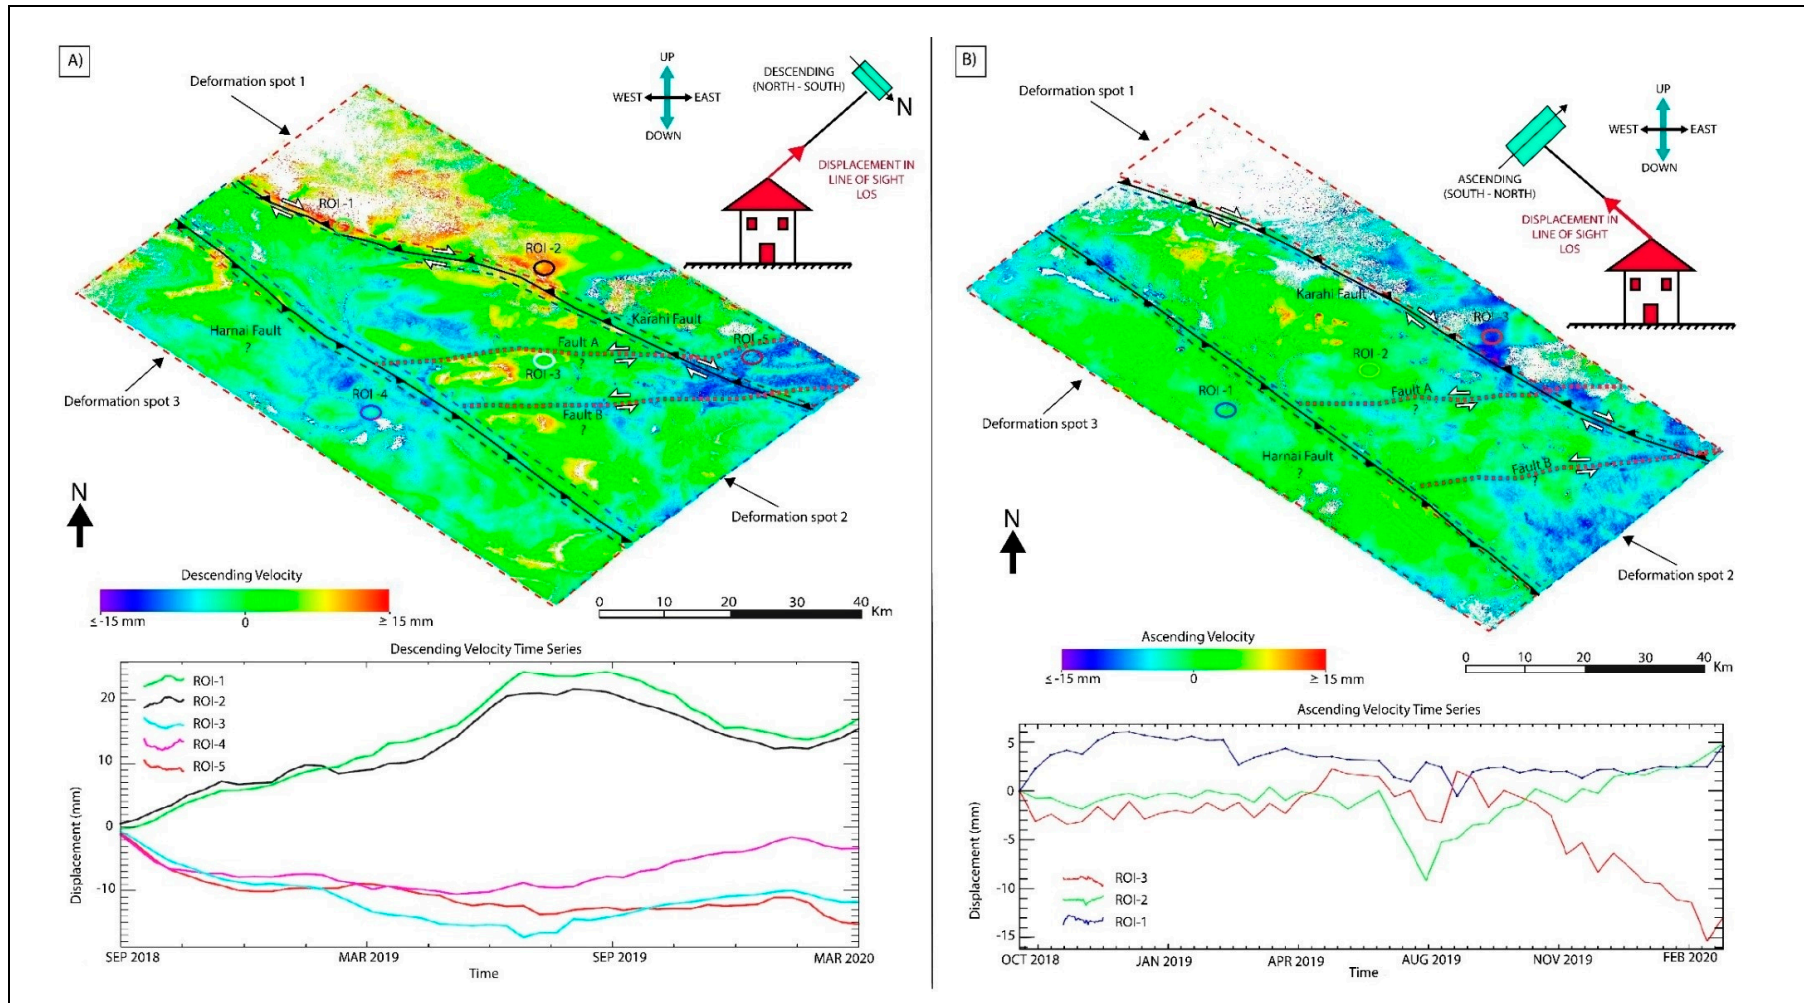 A)
Deformation spot 1
UP
WEST
EAST
DOWN
DESCENDING
(NORTH - SOUTH)
N
DISPLACEMENT IN
LINE OF SIGHT
LOS
ROI -1
ROI -2
Karahi Fault
Harnai Fault
?
Fault A
?
ROI -3
ROI -4
Fault B
?
Deformation spot 3
N
Deformation spot 2
Descending Velocity
≤ -15 mm
0
≥ 15 mm
0
10
20
30
40
Km
Descending Velocity Time Series
ROI-1
ROI-2
ROI-3
ROI-4
ROI-5
20
10
0
-10
Displacement (mm)
SEP 2018
MAR 2019
SEP 2019
MAR 2020
Time
B)
Deformation spot 1
UP
WEST
EAST
DOWN
ASCENDING
(SOUTH - NORTH)
DISPLACEMENT IN
LINE OF SIGHT
LOS
Karahi Fault
ROI -3
ROI -2
ROI -1
Fault A
?
Harnai Fault
?
Fault B
?
Deformation spot 3
N
Deformation spot 2
Ascending Velocity
≤ -15 mm
0
≥ 15 mm
0
10
20
30
40
Km
Ascending Velocity Time Series
5
0
-5
-10
-15
Displacement (mm)
ROI-3
ROI-2
ROI-1
OCT 2018
JAN 2019
APR 2019
AUG 2019
NOV 2019
FEB 2020
Time